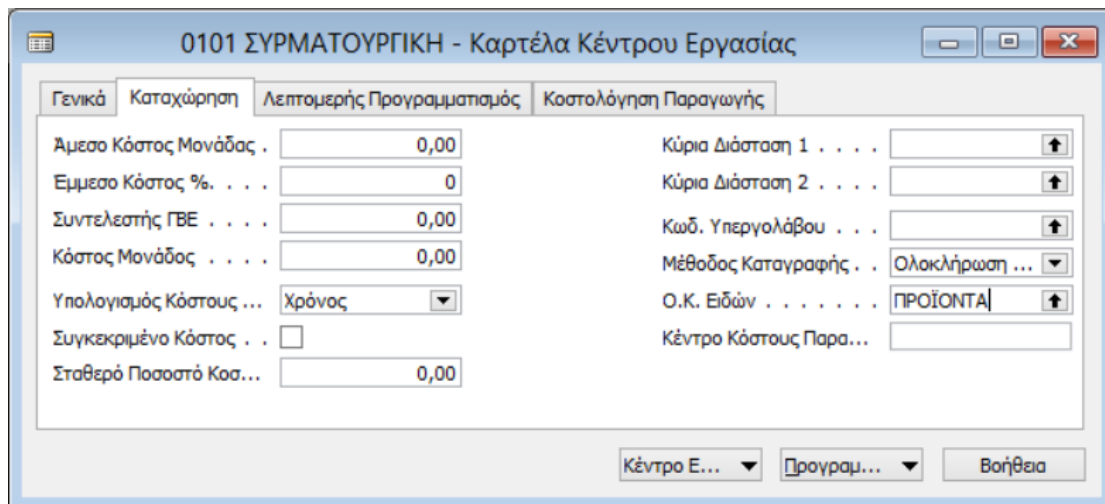 0101 ΣΥΡΜΑΤΟΥΡΓΙΚΗ - Καρτέλα Κέντρου Εργασίας
Γενικά Καταχώρηση Λεπτομερής Προγραμματισμός Κοστολόγηση Παραγωγής
Άμεσο Κόστος Μονάδας . 0,00
Έμμεσο Κόστος %. . . . 0
Συντελεστής ΓΒΕ . . . . 0,00
Κόστος Μονάδος . . . . 0,00
Υπολογισμός Κόστους ... Χρόνος
Συγκεκριμένο Κόστος . .
Σταθερό Ποσοστό Κοσ... 0,00
Κύρια Διάσταση 1 . . . .
Κύρια Διάσταση 2 . . . .
Κωδ. Υπεργολάβου . . .
Μέθοδος Καταγραφής . . Ολοκλήρωση ...
Ο.Κ. Ειδών . . . . . . . ΠΡΟΪΟΝΤΑ
Κέντρο Κόστους Παρα...
Κέντρο Ε... Προγραμ... Βοήθεια